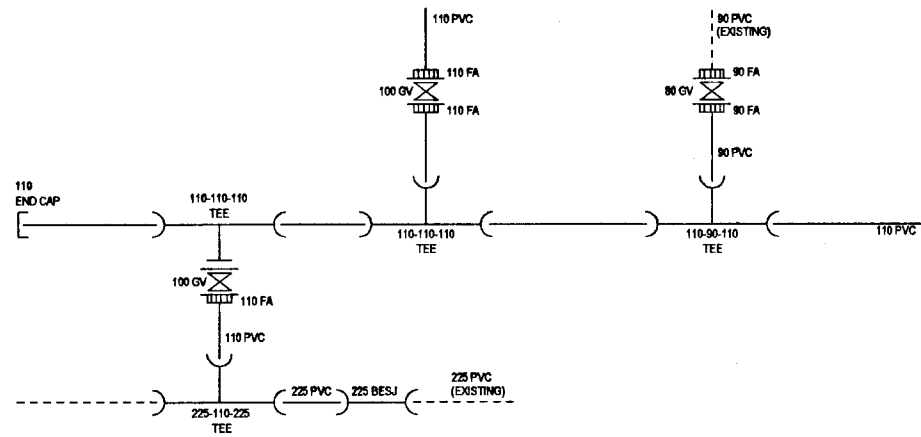 110 PVC
90 PVC
(EXISTING)
110 FA
100 GV
110 FA
90 FA
80 GV
90 FA
90 PVC
110
END CAP
110-110-110
TEE
110-110-110
TEE
110-90-110
TEE
110 PVC
100 GV
110 FA
110 PVC
225 PVC
225 BESJ
225 PVC
(EXISTING)
225-110-225
TEE